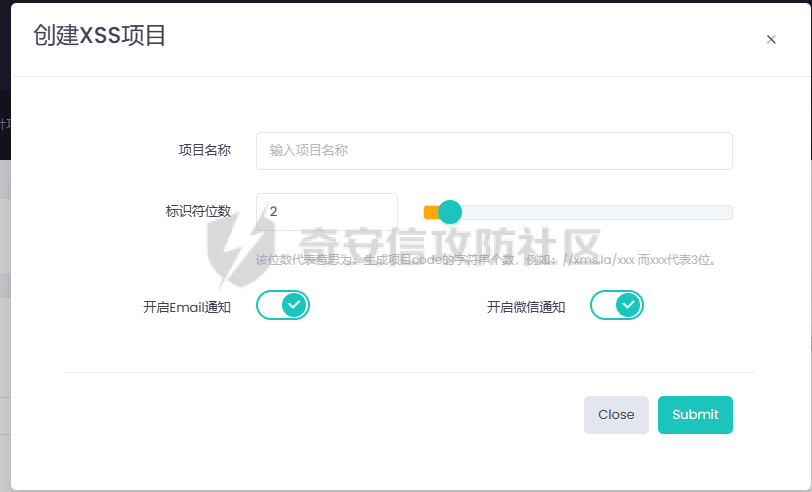 创建XSS项目
×
计项
项目名称 输入项目名称
标识符位数 2
奇安信攻防社区
该位数代表意思为：生成项目code的字符串个数，例如：//xms.la/xxx 而xxx代表3位。
开启Email通知 开启微信通知
Close Submit